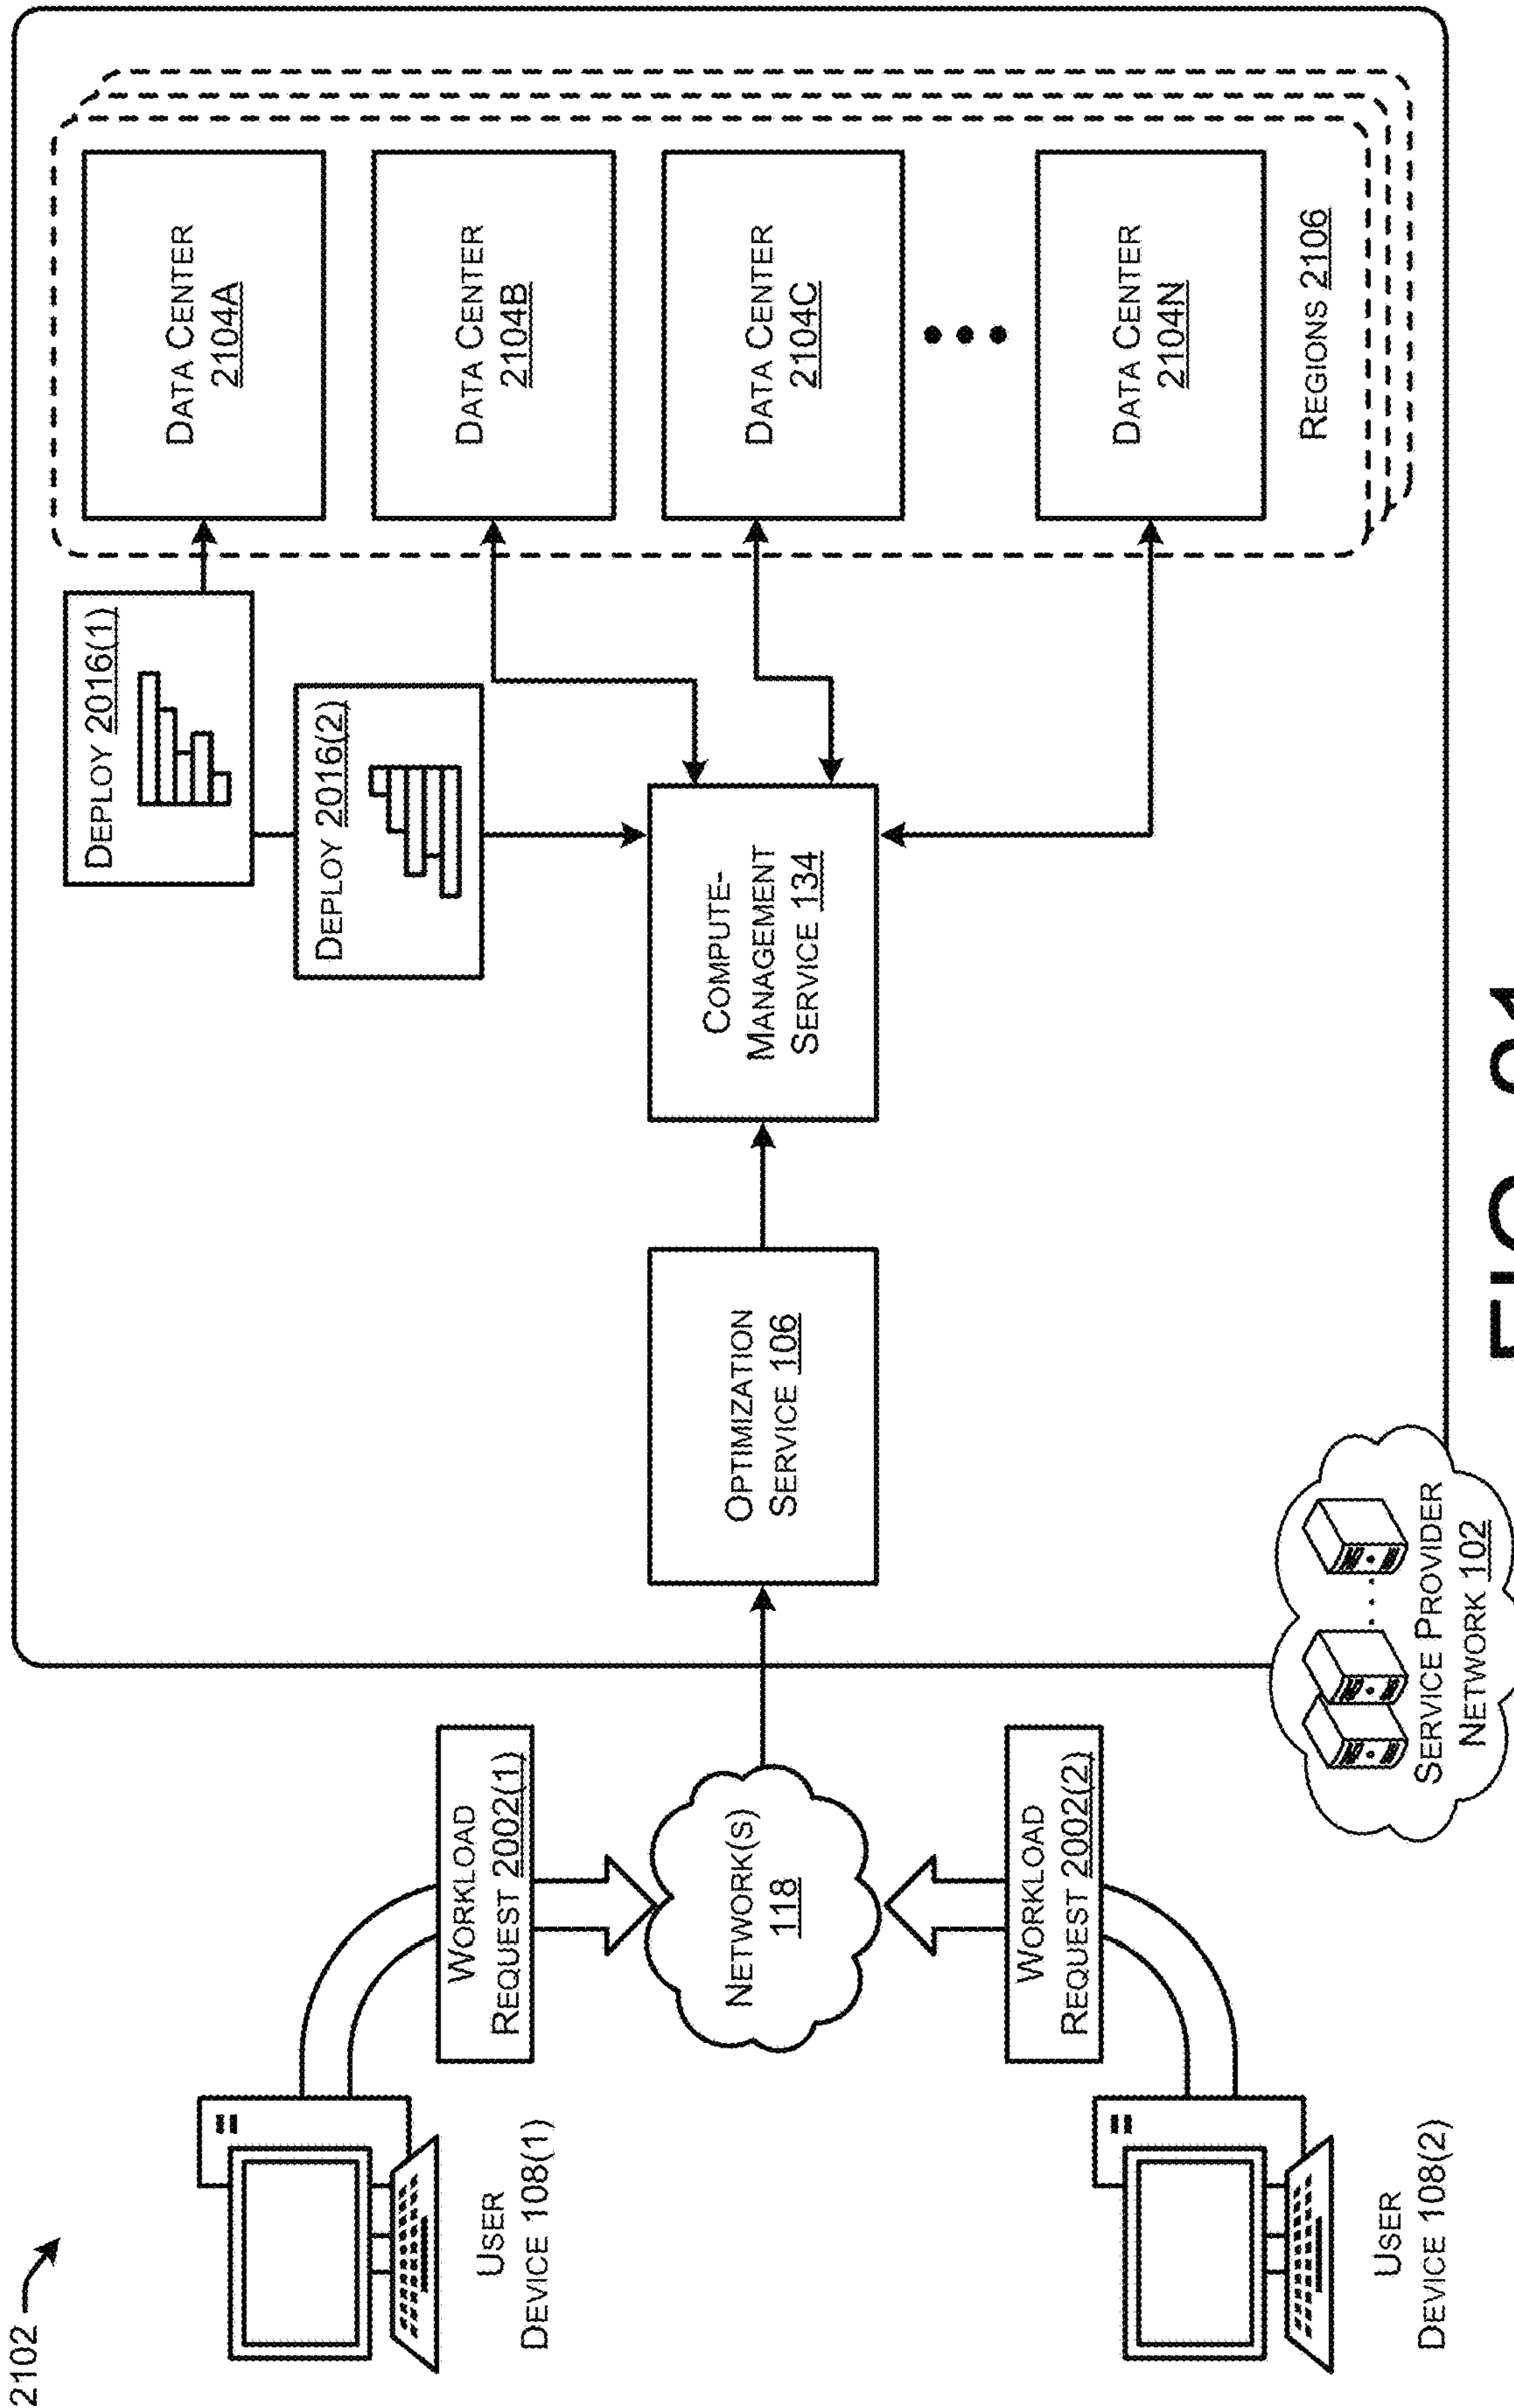 2102
USER
DEVICE 108(1)
WORKLOAD
REQUEST 2002(1)
NETWORK(S)
118
WORKLOAD
REQUEST 2002(2)
USER
DEVICE 108(2)
SERVICE PROVIDER
NETWORK 102
OPTIMIZATION
SERVICE 106
COMPUTE-
MANAGEMENT
SERVICE 134
DEPLOY 2016(1)
DEPLOY 2016(2)
DATA CENTER
2104A
DATA CENTER
2104B
DATA CENTER
2104C
DATA CENTER
2104N
REGIONS 2106
FIG. 21